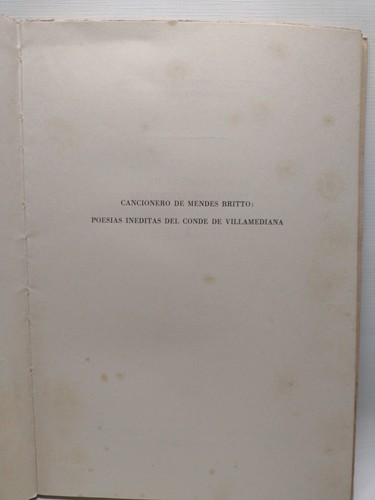 CANCIONERO DE MENDES BRITTO:
POESIAS INEDITAS DEL CONDE DE VILLAMEDIANA